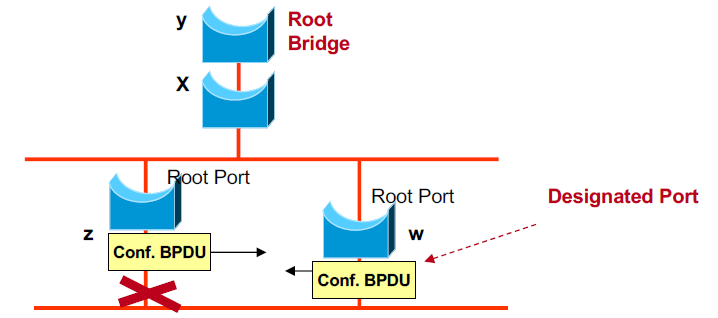 y
Root
Bridge
X
Root Port
Root Port
Designated Port
z
w
Conf. BPDU
Conf. BPDU